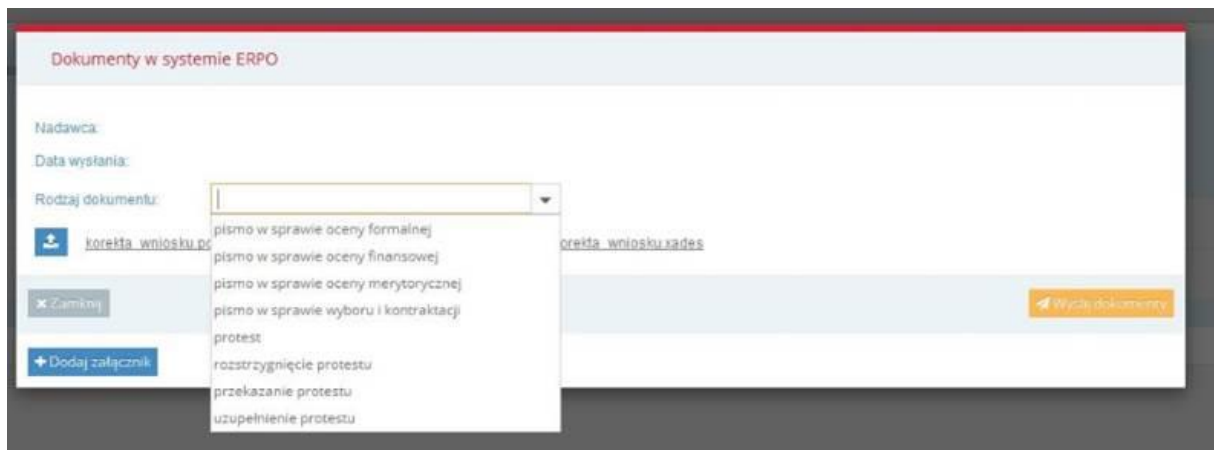 Dokumenty w systemie ERPO
Nadawca:
Data wysłania:
Rodzaj dokumentu:
pismo w sprawie oceny formalnej
korekta_wniosku.pd orekta_wniosku.xades
pismo w sprawie oceny finansowej
pismo w sprawie oceny merytorycznej
Zamknij
Wyślij dokumenty
pismo w sprawie wyboru i kontraktacji
protest
Dodaj załącznik
rozstrzygnięcie protestu
przekazanie protestu
uzupełnienie protestu